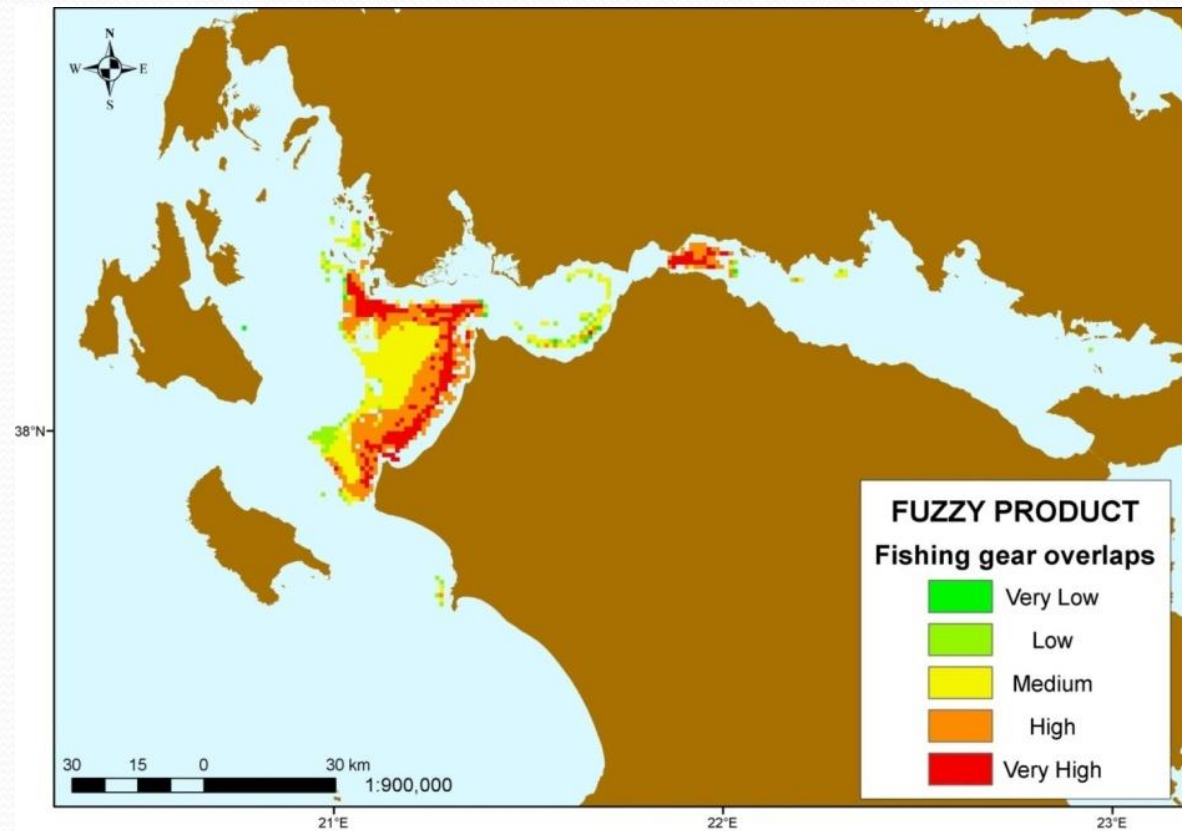 N
W E
S
38°N
FUZZY PRODUCT
Fishing gear overlaps
Very Low
Low
Medium
High
Very High
30 15 0 30 km
1:900,000
21°E 22°E 23°E